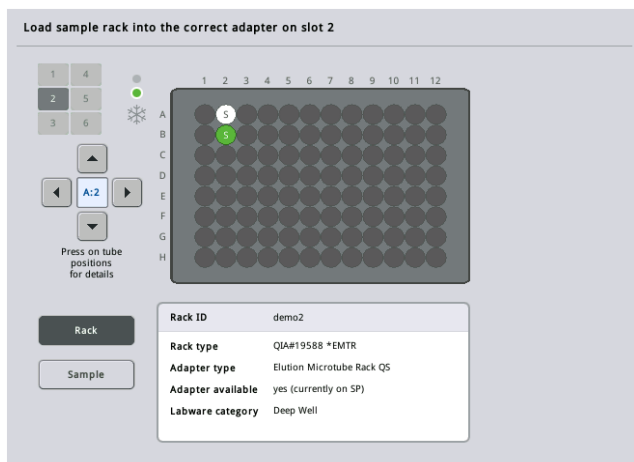 Load sample rack into the correct adapter on slot 2
1 4
2 5
3 6
1 2 3 4 5 6 7 8 9 10 11 12
A S
B S
C
D
E
F
G
H
A:2
Press on tube
positions
for details
Rack
Sample
Rack ID demo2
Rack type QIA#19588 *EMTR
Adapter type Elution Microtube Rack QS
Adapter available yes (currently on SP)
Labware category Deep Well